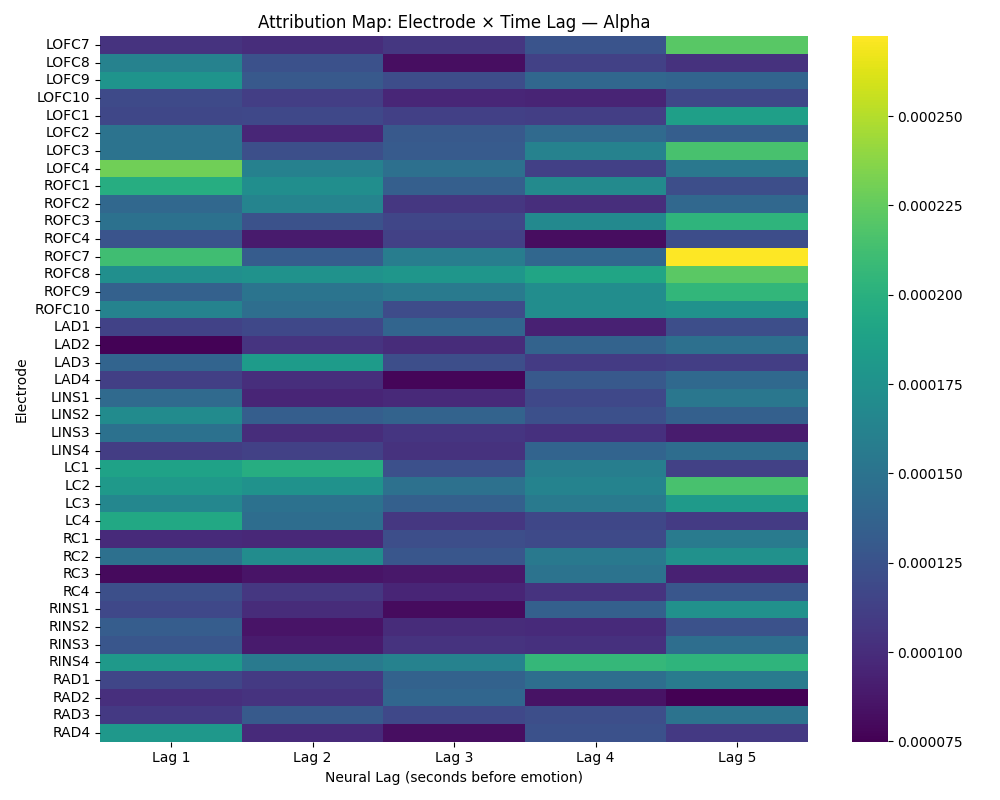 Attribution Map: Electrode × Time Lag — Alpha
LOFC7
LOFC8
LOFC9
LOFC10
LOFC1
LOFC2
LOFC3
LOFC4
ROFC1
ROFC2
ROFC3
ROFC4
ROFC7
ROFC8
ROFC9
ROFC10
LAD1
LAD2
LAD3
LAD4
LINS1
LINS2
LINS3
LINS4
LC1
LC2
LC3
LC4
RC1
RC2
RC3
RC4
RINS1
RINS2
RINS3
RINS4
RAD1
RAD2
RAD3
RAD4
Electrode
Lag 1 Lag 2 Lag 3 Lag 4 Lag 5
Neural Lag (seconds before emotion)
0.000250
0.000225
0.000200
0.000175
0.000150
0.000125
0.000100
0.000075